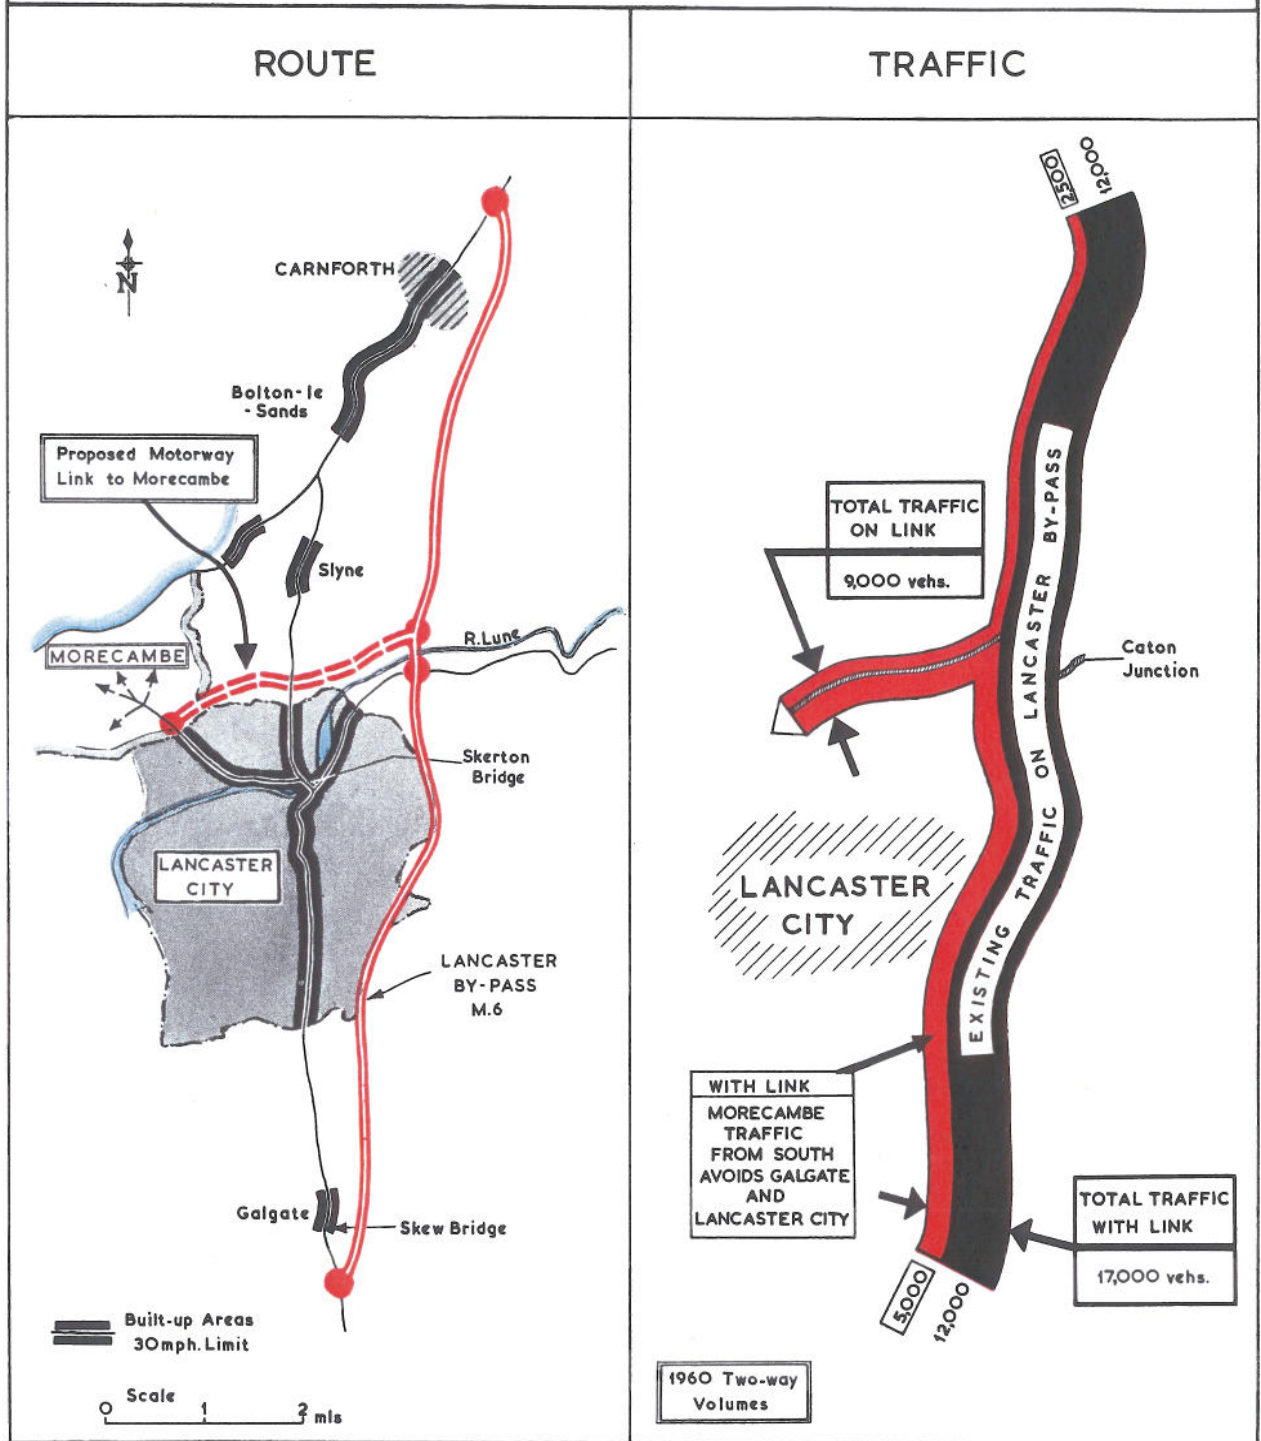 ROUTE
TRAFFIC
N
CARNFORTH
Bolton-le
- Sands
Proposed Motorway
Link to Morecambe
Slyne
R. Lune
MORECAMBE
Skerton
Bridge
LANCASTER
CITY
LANCASTER
BY-PASS
M.6
Galgate
Skew Bridge
Built-up Areas
30mph. Limit
Scale
0 1 2 mls
2500
12,000
TOTAL TRAFFIC
ON LINK
9,000 vehs.
EXISTING TRAFFIC ON LANCASTER BY-PASS
Caton
Junction
LANCASTER
CITY
WITH LINK
MORECAMBE
TRAFFIC
FROM SOUTH
AVOIDS GALGATE
AND
LANCASTER CITY
TOTAL TRAFFIC
WITH LINK
17,000 vehs.
5,000
12,000
1960 Two-way
Volumes